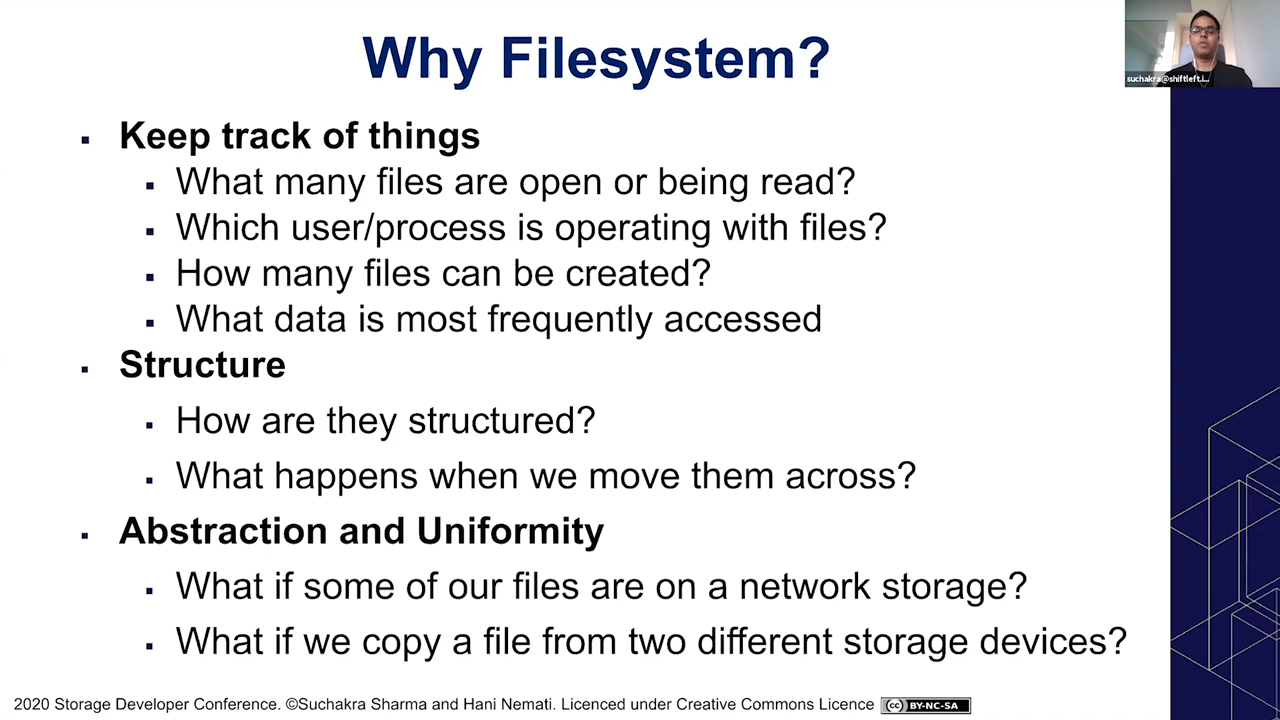 Why Filesystem?
suchakra@shiftleft.i...
Keep track of things
What many files are open or being read?
Which user/process is operating with files?
How many files can be created?
What data is most frequently accessed
Structure
How are they structured?
What happens when we move them across?
Abstraction and Uniformity
What if some of our files are on a network storage?
What if we copy a file from two different storage devices?
2020 Storage Developer Conference. ©Suchakra Sharma and Hani Nemati. Licenced under Creative Commons Licence (cc) BY-NC-SA